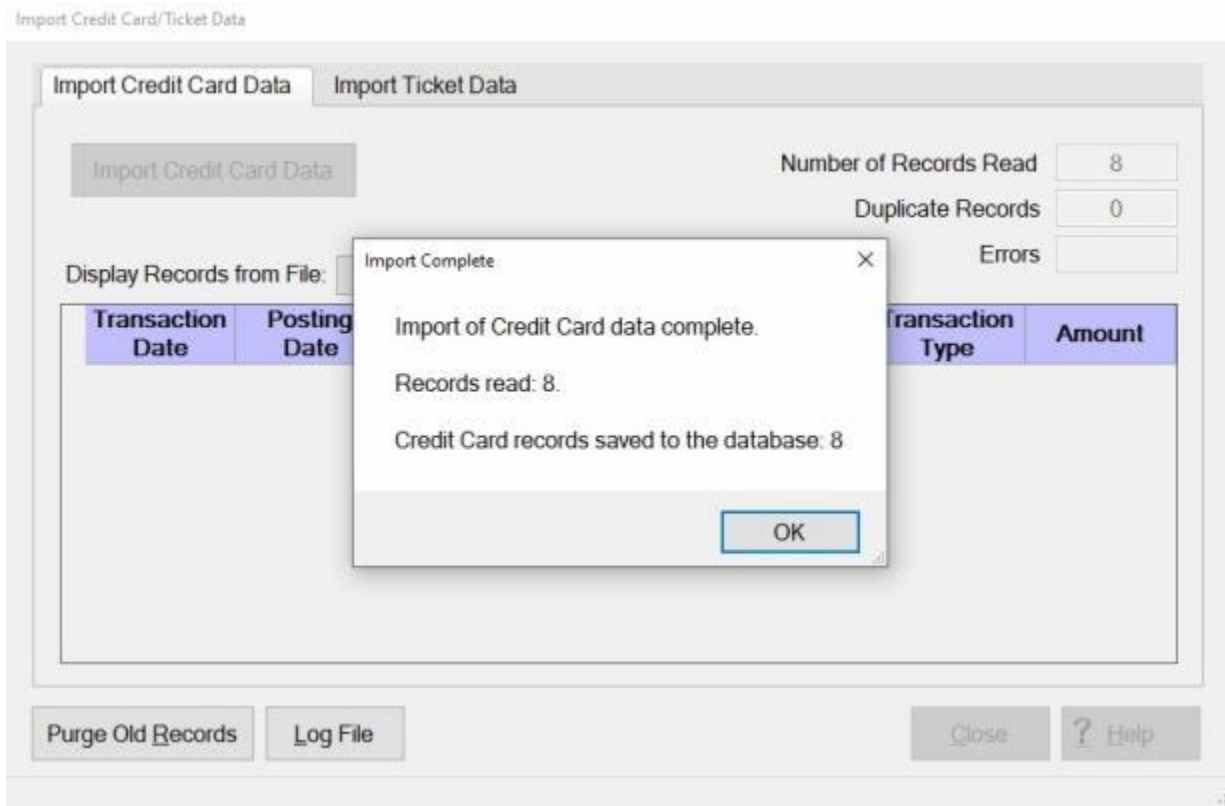 Import Credit Card/Ticket Data
Import Credit Card Data
Import Ticket Data
Import Credit Card Data
Number of Records Read 8
Duplicate Records 0
Errors
Display Records from File:
Transaction Date
Posting Date
Transaction Type
Amount
Import Complete
Import of Credit Card data complete.
Records read: 8.
Credit Card records saved to the database: 8
OK
Purge Old Records
Log File
Close
? Help